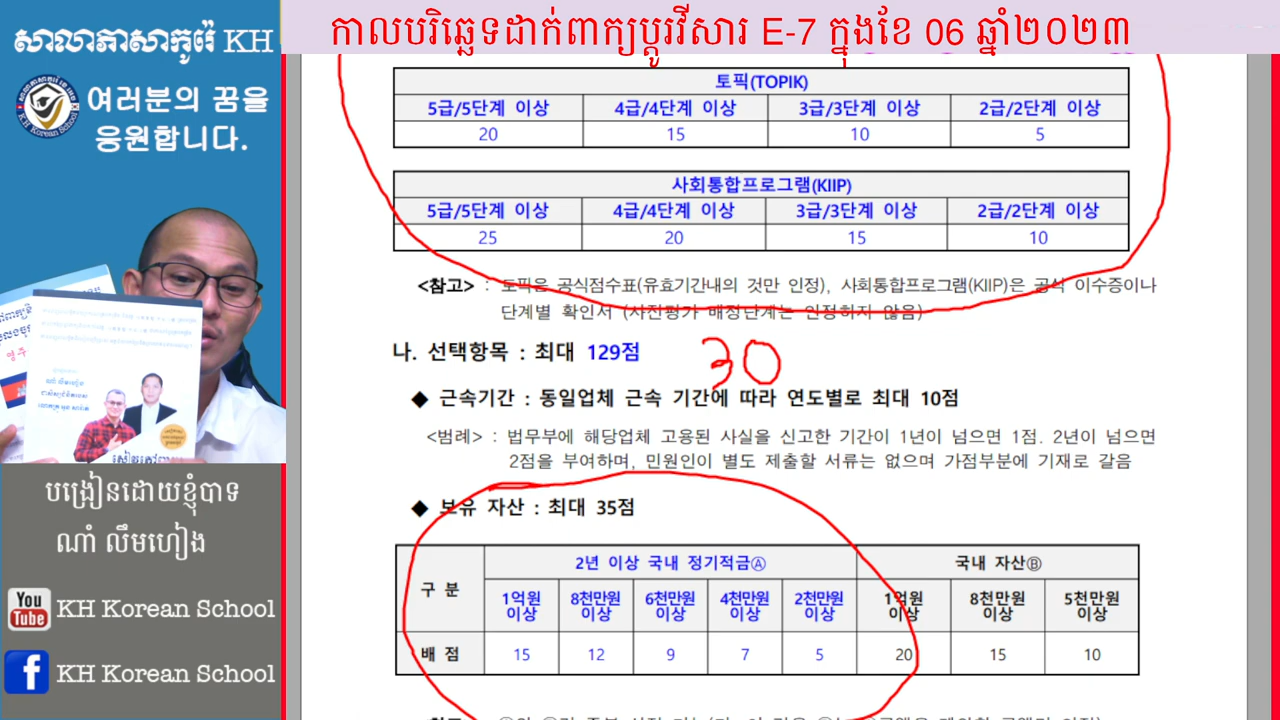 កាលបរិឆ្ឆេទដាក់ពាក្យប្តូរវីសារ E-7 ក្នុងខែ 06 ឆ្នាំ២០២៣
សាលាភាសាកូរ៉េ KH
여러분의 꿈을
응원합니다.
បង្រៀនដោយខ្ញុំបាទ
ណាំ លឹមហៀង
You Tube KH Korean School
f KH Korean School
토픽(TOPIK)
5급/5단계 이상 4급/4단계 이상 3급/3단계 이상 2급/2단계 이상
20 15 10 5
사회통합프로그램(KIIP)
5급/5단계 이상 4급/4단계 이상 3급/3단계 이상 2급/2단계 이상
25 20 15 10
<참고> : 토픽은 공식점수표(유효기간내의 것만 인정), 사회통합프로그램(KIIP)은 공식 이수증이나
단계별 확인서 (사전평가 배정단계는 인정하지 않음)
나. 선택항목 : 최대 129점 30
◆ 근속기간 : 동일업체 근속 기간에 따라 연도별로 최대 10점
<범례> : 법무부에 해당업체 고용된 사실을 신고한 기간이 1년이 넘으면 1점. 2년이 넘으면
2점을 부여하며, 민원인이 별도 제출할 서류는 없으며 가점부분에 기재로 갈음
◆ 보유 자산 : 최대 35점
구 분 2년 이상 국내 정기적금Ⓐ 국내 자산Ⓑ
1억원 이상 8천만원 이상 6천만원 이상 4천만원 이상 2천만원 이상 1억원 이상 8천만원 이상 5천만원 이상
배 점 15 12 9 7 5 20 15 10